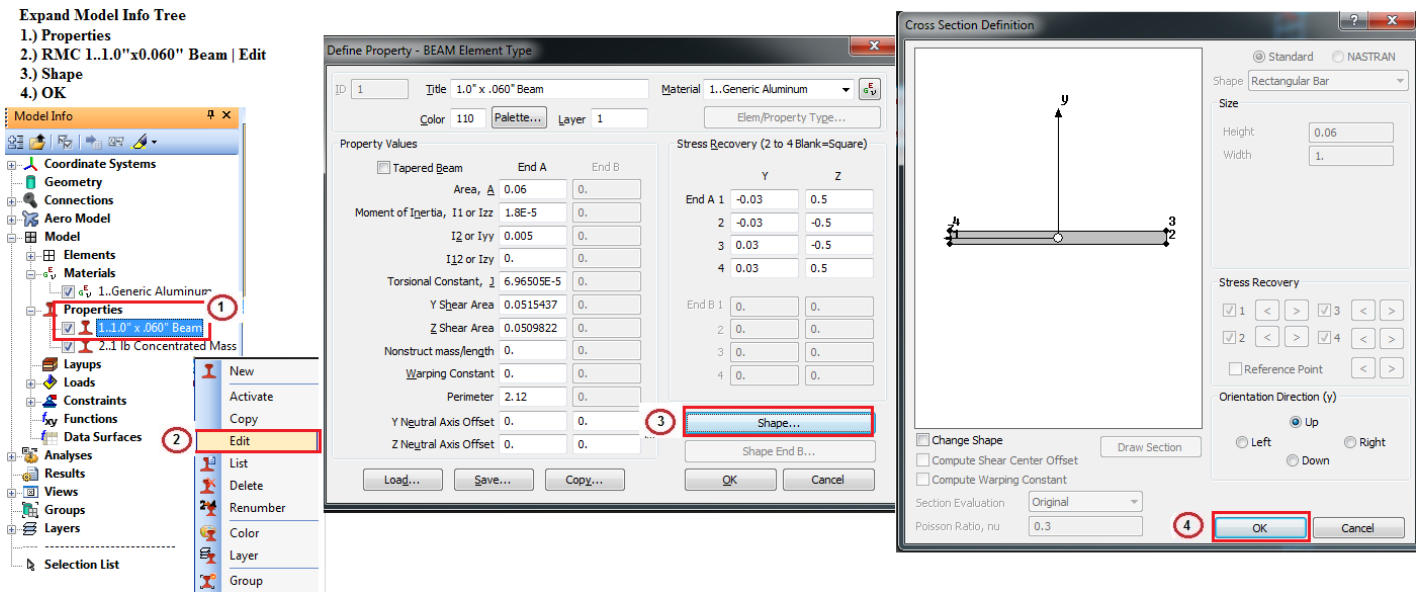 Expand Model Info Tree
1.) Properties
2.) RMC 1..1.0"x0.060" Beam | Edit
3.) Shape
4.) OK
Model Info
Coordinate Systems
Geometry
Connections
Aero Model
Model
Elements
Materials
1..Generic Aluminum
Properties
1
1..1.0" x .060" Beam
2..1 lb Concentrated Mass
Layups
Loads
Constraints
Functions
Data Surfaces
Analyses
Results
Views
Groups
Layers
Selection List
New
Activate
Copy
2
Edit
List
Delete
Renumber
Color
Layer
Group
Define Property - BEAM Element Type
ID 1 Title 1.0" x .060" Beam Material 1..Generic Aluminum
Color 110 Palette... Layer 1 Elem/Property Type...
Property Values
Tapered Beam End A End B
Area, A 0.06 0.
Moment of Inertia, I1 or Izz 1.8E-5 0.
I2 or Iyy 0.005 0.
I12 or Izy 0. 0.
Torsional Constant, J 6.96505E-5 0.
Y Shear Area 0.0515437 0.
Z Shear Area 0.0509822 0.
Nonstruct mass/length 0. 0.
Warping Constant 0. 0.
Perimeter 2.12 0.
Y Neutral Axis Offset 0. 0.
Z Neutral Axis Offset 0. 0.
Stress Recovery (2 to 4 Blank=Square)
Y Z
End A 1 -0.03 0.5
2 -0.03 -0.5
3 0.03 -0.5
4 0.03 0.5
End B 1 0. 0.
2 0. 0.
3 0. 0.
4 0. 0.
3 Shape...
Shape End B...
Load... Save... Copy... OK Cancel
Cross Section Definition
y
4
1
3
2
Standard NASTRAN
Shape Rectangular Bar
Size
Height 0.06
Width 1.
Stress Recovery
1 < > 3 < >
2 < > 4 < >
Reference Point < >
Orientation Direction (y)
Up
Left Right
Down
Change Shape Draw Section
Compute Shear Center Offset
Compute Warping Constant
Section Evaluation Original
Poisson Ratio, nu 0.3
4 OK Cancel